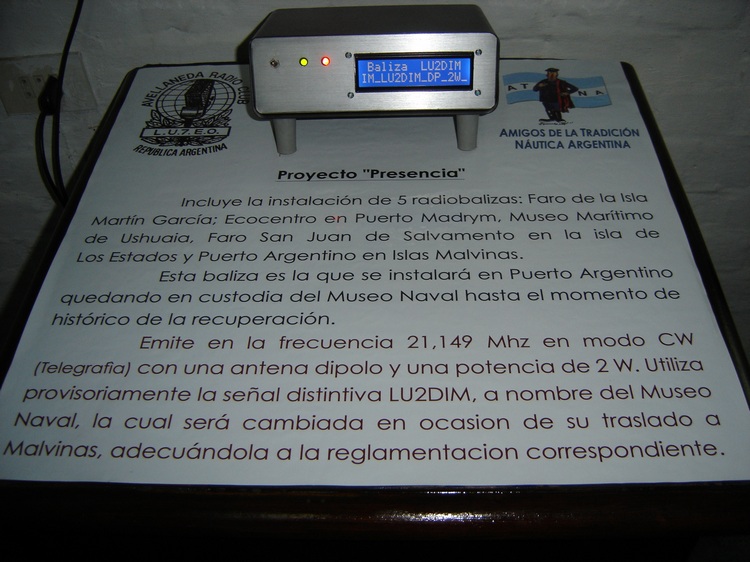 Baliza LU2DIM
IM_LU2DIM_DP_2W_
AVELLANEDA RADIO CLUB
L.U.7.E.O.
REPUBLICA ARGENTINA
AT NA
AMIGOS DE LA TRADICIÓN
NÁUTICA ARGENTINA
Proyecto "Presencia"
Incluye la instalación de 5 radiobalizas: Faro de la Isla
Martín García; Ecocentro en Puerto Madrym, Museo Marítimo
de Ushuaia, Faro San Juan de Salvamento en la isla de
Los Estados y Puerto Argentino en Islas Malvinas.
Esta baliza es la que se instalará en Puerto Argentino
quedando en custodia del Museo Naval hasta el momento de
histórico de la recuperación.
Emite en la frecuencia 21,149 Mhz en modo CW
(Telegrafia) con una antena dipolo y una potencia de 2 W. Utiliza
provisoriamente la señal distintiva LU2DIM, a nombre del Museo
Naval, la cual será cambiada en ocasion de su traslado a
Malvinas, adecuándola a la reglamentacion correspondiente.